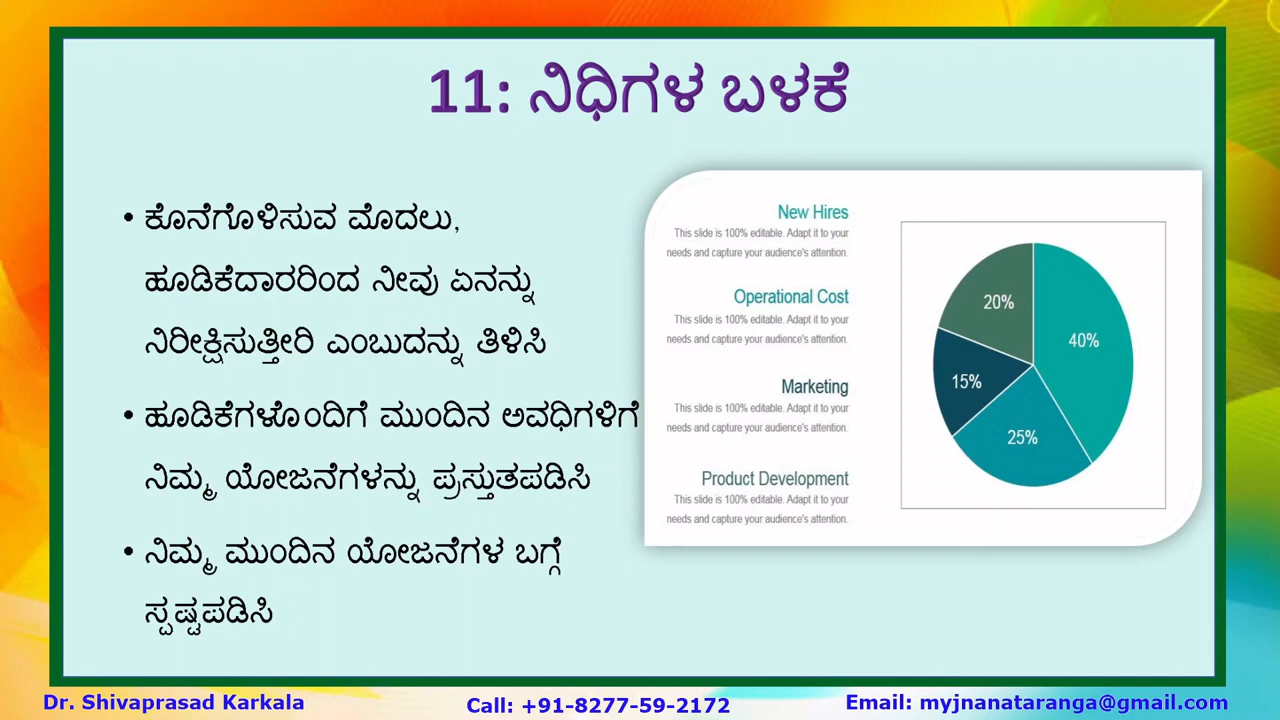 11: ನಿಧಿಗಳ ಬಳಕೆ
• ಕೊನೆಗೊಳಿಸುವ ಮೊದಲು,
ಹೂಡಿಕೆದಾರರಿಂದ ನೀವು ಏನನ್ನು
ನಿರೀಕ್ಷಿಸುತ್ತೀರಿ ಎಂಬುದನ್ನು ತಿಳಿಸಿ
• ಹೂಡಿಕೆಗಳೊಂದಿಗೆ ಮುಂದಿನ ಅವಧಿಗಳಿಗೆ
ನಿಮ್ಮ ಯೋಜನೆಗಳನ್ನು ಪ್ರಸ್ತುತಪಡಿಸಿ
• ನಿಮ್ಮ ಮುಂದಿನ ಯೋಜನೆಗಳ ಬಗ್ಗೆ
ಸ್ಪಷ್ಟಪಡಿಸಿ
New Hires
This slide is 100% editable. Adapt it to your
needs and capture your audience's attention.
Operational Cost
This slide is 100% editable. Adapt it to your
needs and capture your audience's attention.
Marketing
This slide is 100% editable. Adapt it to your
needs and capture your audience's attention.
Product Development
This slide is 100% editable. Adapt it to your
needs and capture your audience's attention.
20%
40%
15%
25%
Dr. Shivaprasad Karkala
Call: +91-8277-59-2172
Email: myjnanataranga@gmail.com